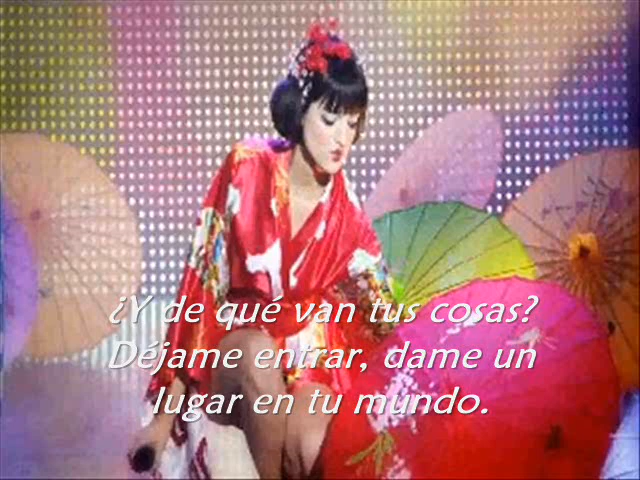 ¿Y de qué van tus cosas?
Déjame entrar, dame un
lugar en tu mundo.